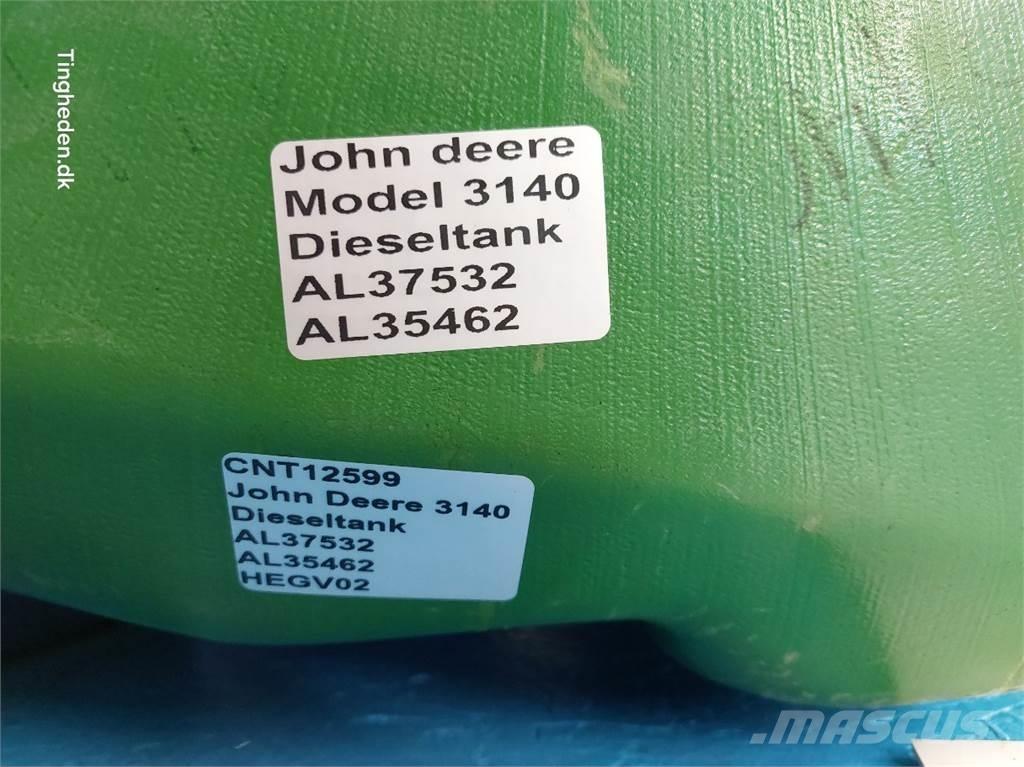 Tingheden.dk
John deere
Model 3140
Dieseltank
AL37532
AL35462
CNT12599
John Deere 3140
Dieseltank
AL37532
AL35462
HEGV02
MASCUS